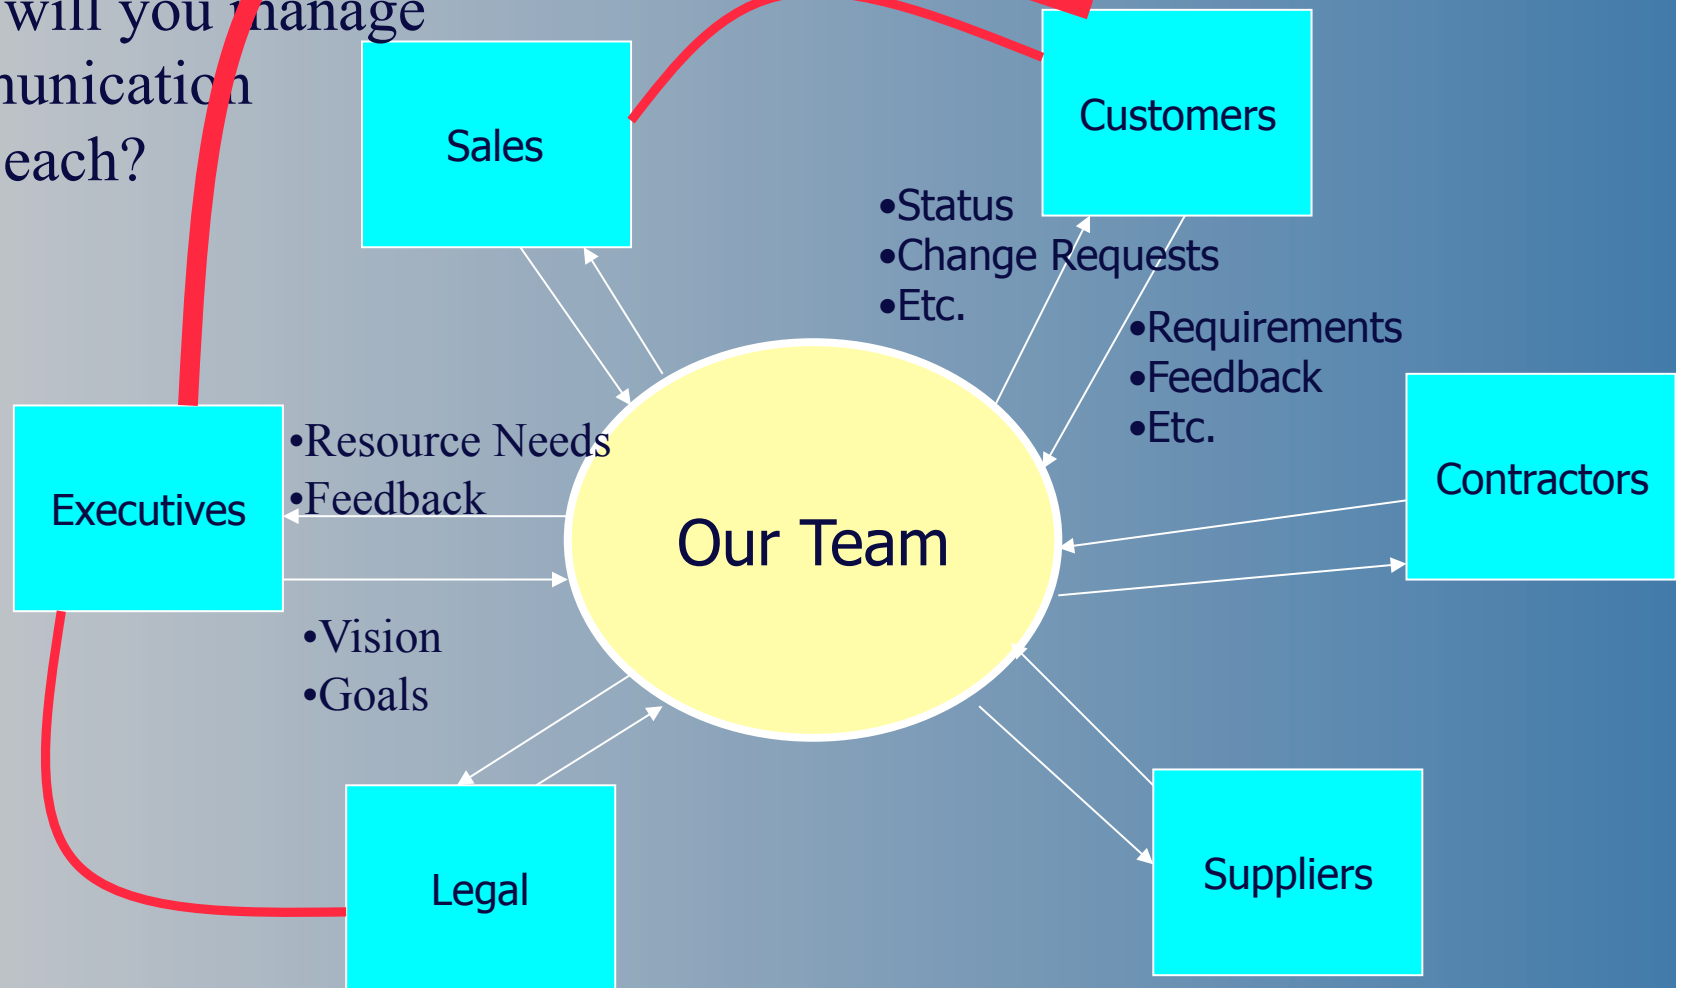 will you manage
munication
each?
Sales
Customers
•Status
•Change Requests
•Etc.
•Requirements
•Feedback
•Etc.
•Resource Needs
•Feedback
Executives
Our Team
Contractors
•Vision
•Goals
Legal
Suppliers